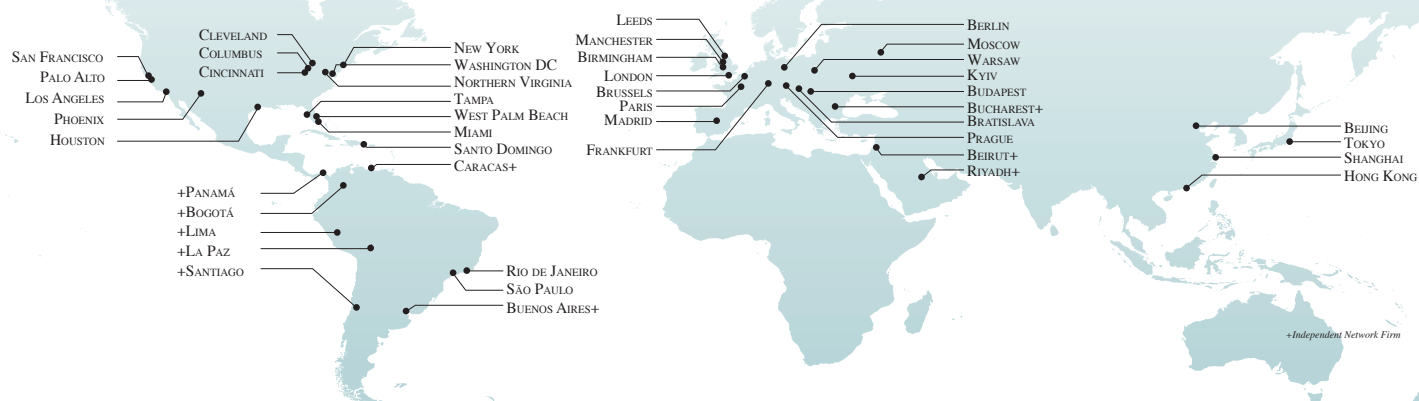 San Francisco
Palo Alto
Los Angeles
Phoenix
Houston
Cleveland
Columbus
Cincinnati
New York
Washington DC
Northern Virginia
Tampa
West Palm Beach
Miami
Santo Domingo
Caracas+
+Panamá
+Bogotá
+Lima
+La Paz
+Santiago
Rio de Janeiro
São Paulo
Buenos Aires+
Leeds
Manchester
Birmingham
London
Brussels
Paris
Madrid
Frankfurt
Berlin
Moscow
Warsaw
Kyiv
Budapest
Bucharest+
Bratislava
Prague
Beirut+
Riyadh+
Beijing
Tokyo
Shanghai
Hong Kong
+Independent Network Firm